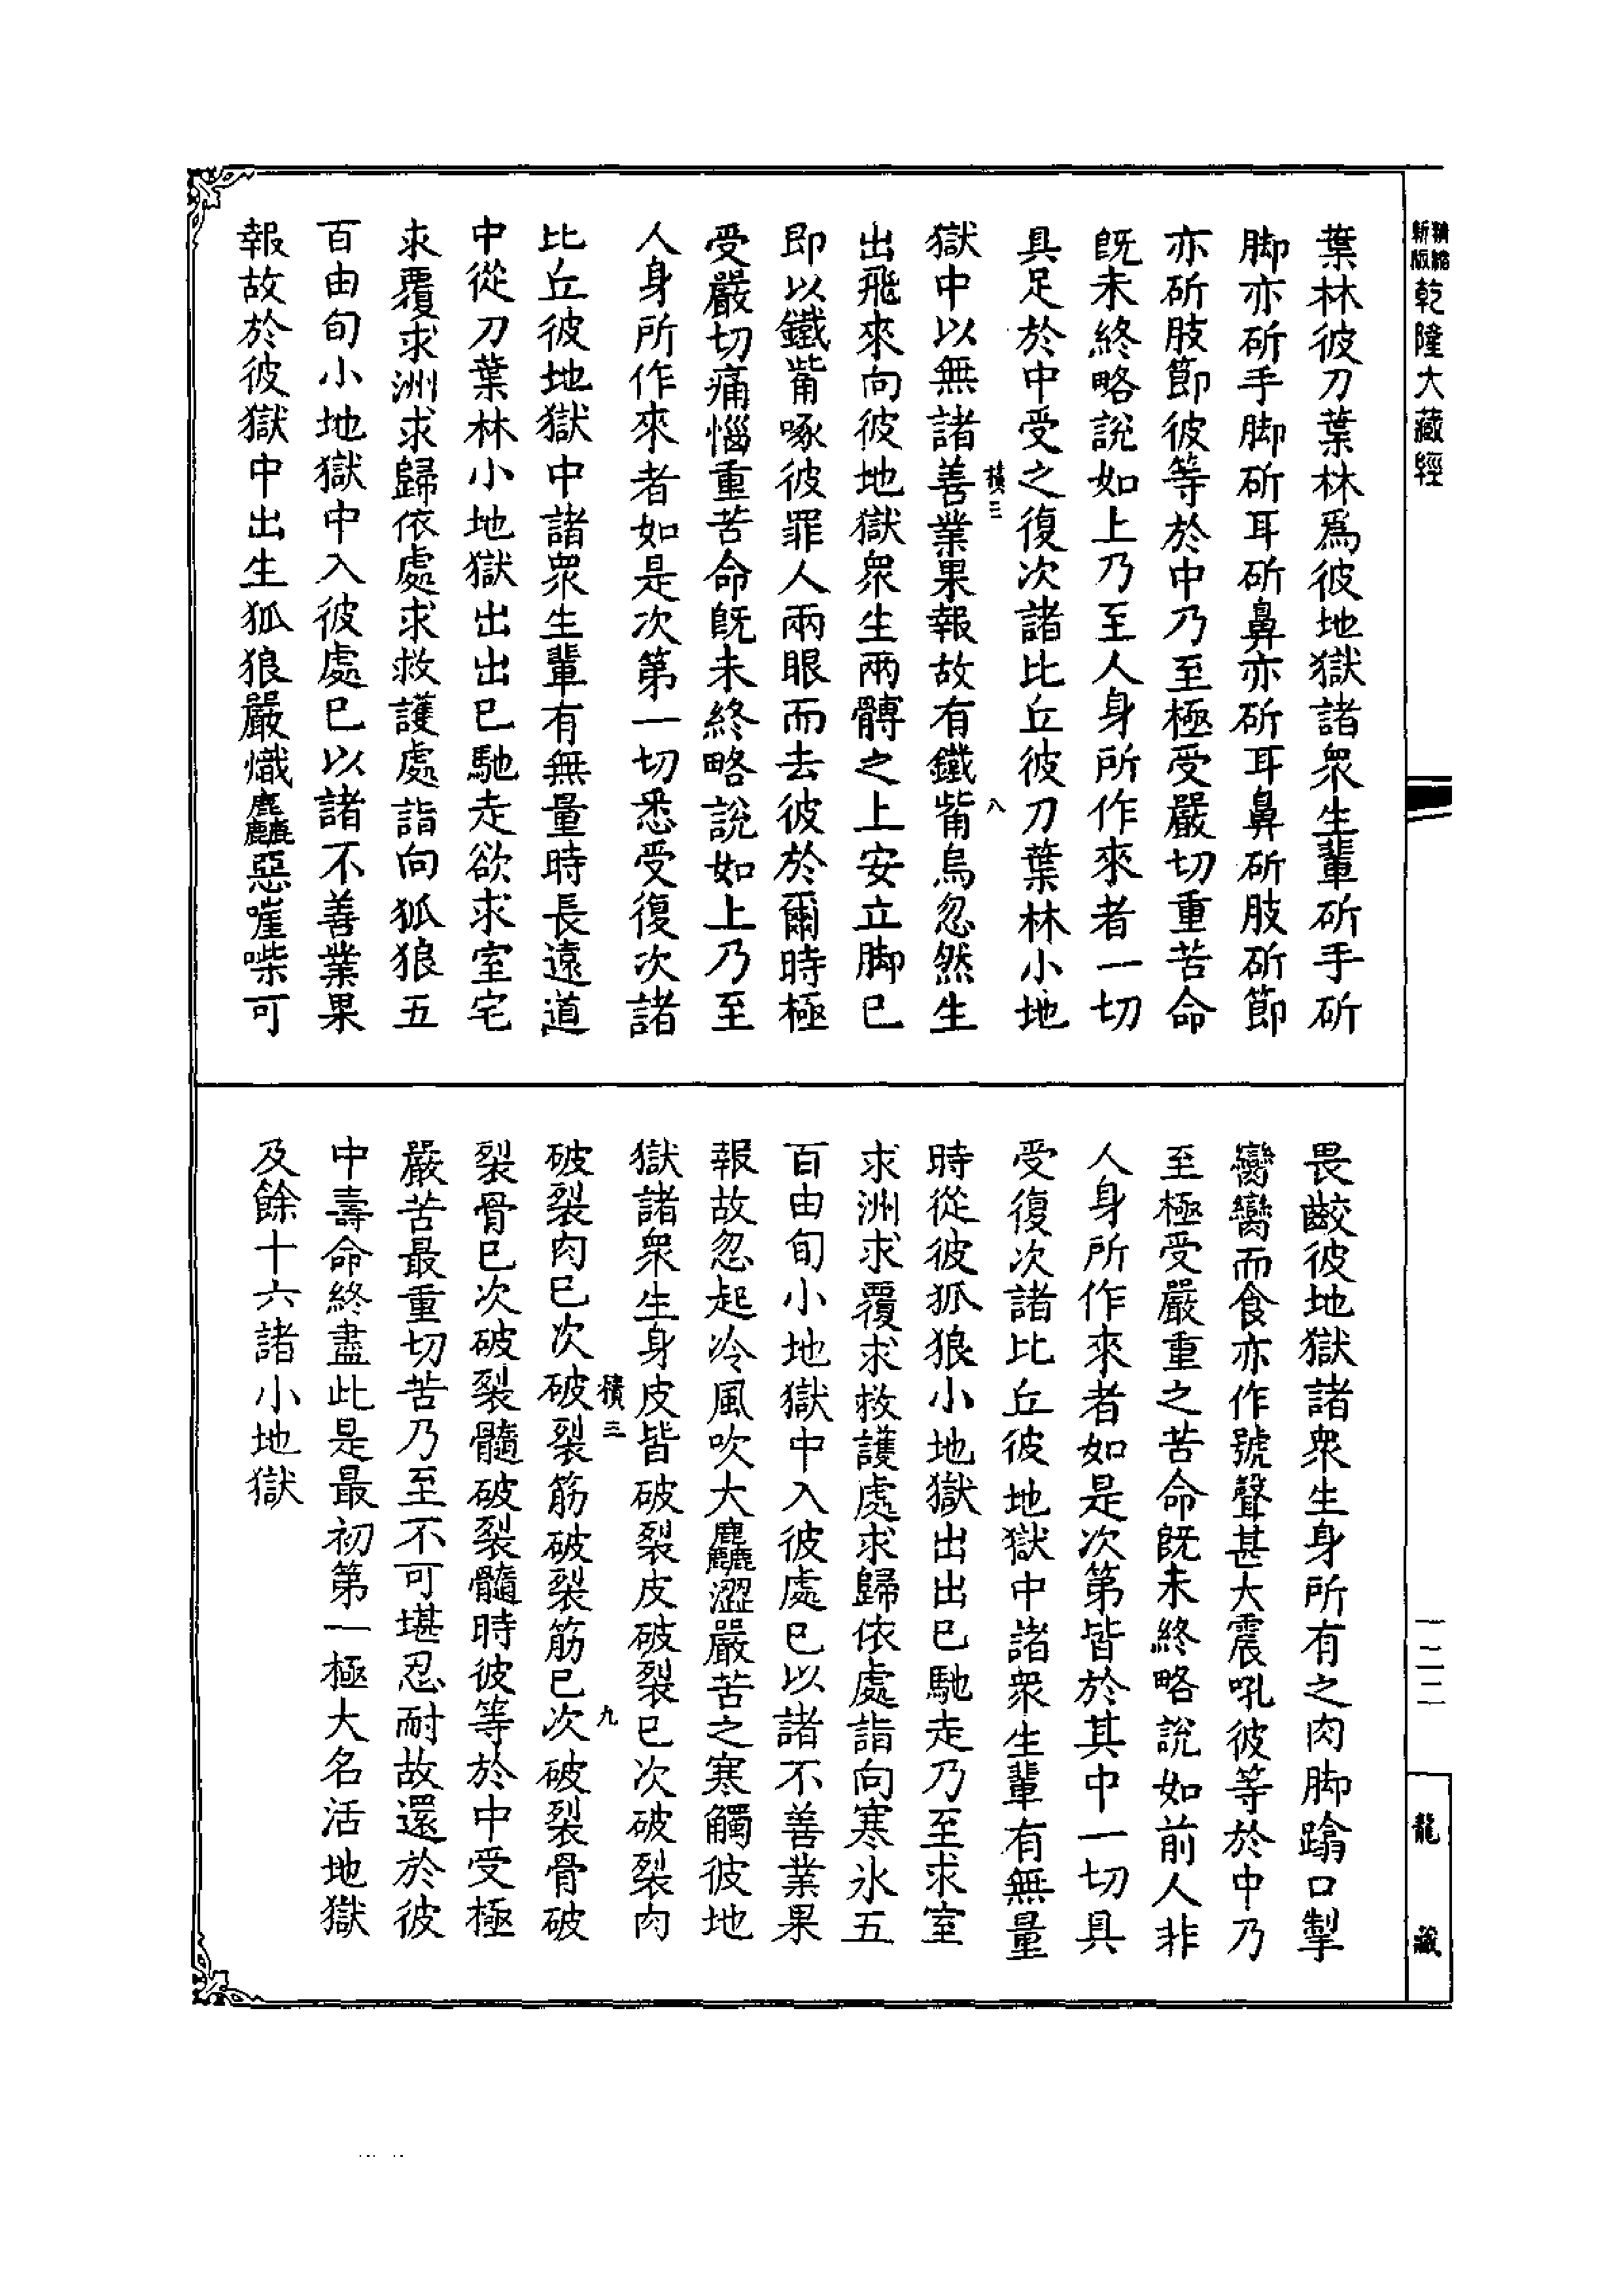 精縮新版乾隆大藏經
葉林彼刀葉林爲彼地獄諸衆生輩斫手斫
脚亦斫手脚斫耳斫鼻亦斫耳鼻斫肢斫節
亦斫肢節彼等於中乃至極受嚴切重苦命
旣未終略說如上乃至人身所作來者一切
具足於中受之復次諸比丘彼刀葉林小地
積三
八
獄中以無諸善業果報故有鐵觜烏忽然生
出飛來向彼地獄衆生兩髆之上安立脚已
即以鐵觜啄彼罪人兩眼而去彼於爾時極
受嚴切痛惱重苦命旣未終略說如上乃至
人身所作來者如是次第一切悉受復次諸
比丘彼地獄中諸衆生輩有無量時長遠道
中從刀葉林小地獄出出已馳走欲求室宅
求覆求洲求歸依處求救護處詣向狐狼五
百由旬小地獄中入彼處已以諸不善業果
報故於彼獄中出生狐狼嚴熾麤惡嘊喍可
畏齩彼地獄諸衆生身所有之肉脚蹹口掣
臠臠而食亦作號聲甚大震吼彼等於中乃
至極受嚴重之苦命旣未終略說如前人非
人身所作來者如是次第皆於其中一切具
受復次諸比丘彼地獄中諸衆生輩有無量
時從彼狐狼小地獄出出已馳走乃至求室
求洲求覆求救護處求歸依處詣向寒氷五
百由旬小地獄中入彼處已以諸不善業果
報故忽起冷風吹大麤澀嚴苦之寒觸彼地
獄諸衆生身皮皆破裂皮破裂已次破裂肉
積三
九
破裂肉已次破裂筋破裂筋已次破裂骨破
裂骨已次破裂髓破裂髓時彼等於中受極
嚴苦最重切苦乃至不可堪忍耐故還於彼
中壽命終盡此是最初第一極大名活地獄
及餘十六諸小地獄
一二二
龍藏